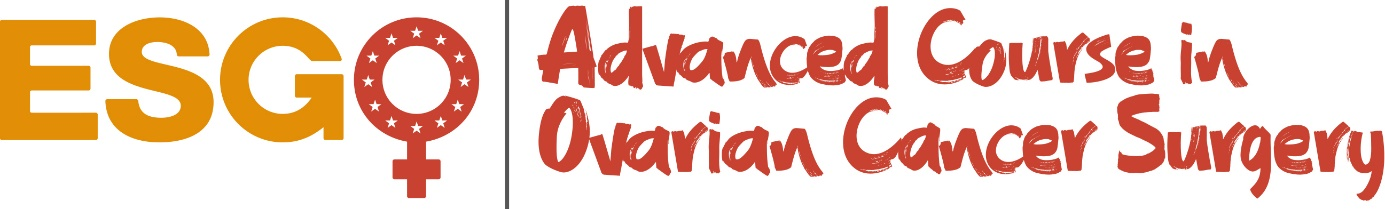 ESGO
Advanced Course in
Ovarian Cancer Surgery